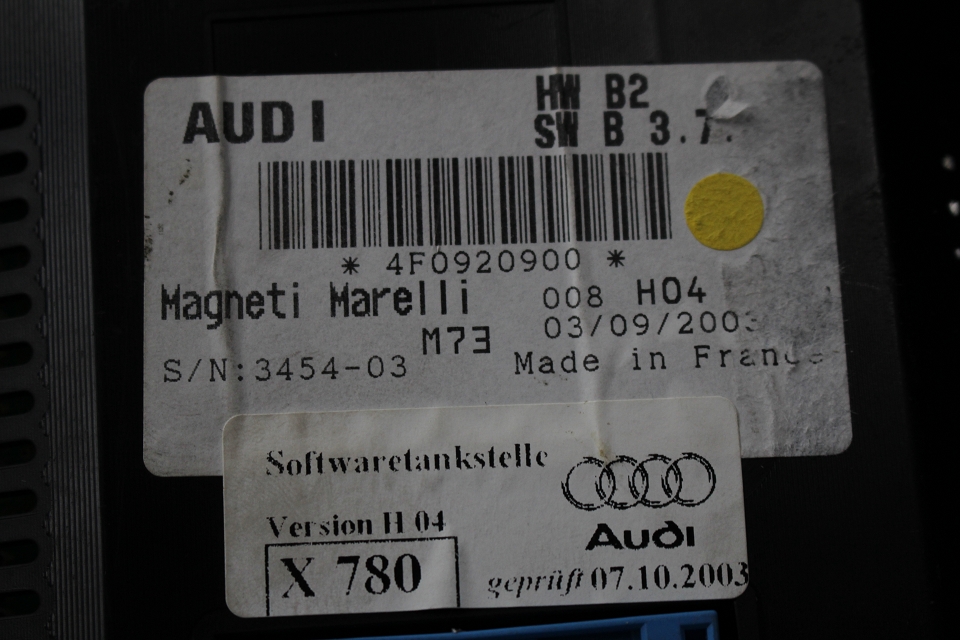 AUDI
HW B2
SW B 3.7.
* 4F0920900 *
Magneti Marelli 008 H04
M73 03/09/2003
S/N:3454-03 Made in France
Softwaretankstelle
Version H 04
Audi
X 780
geprüft 07.10.2003